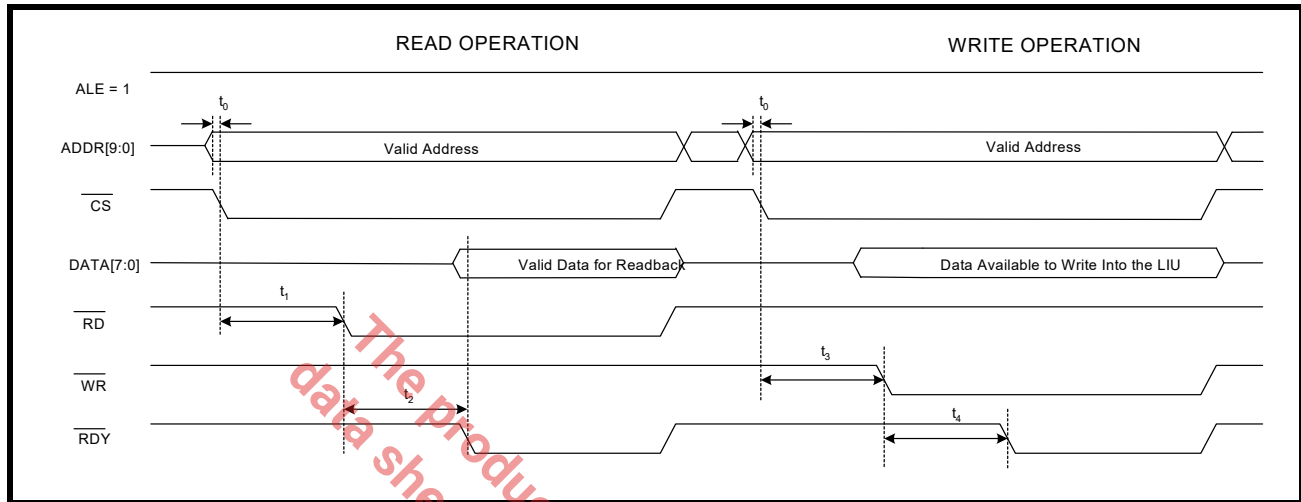 READ OPERATION WRITE OPERATION
ALE = 1
t0 t0
ADDR[9:0] Valid Address Valid Address
CS
DATA[7:0] Valid Data for Readback Data Available to Write Into the LIU
t1
RD
t3
WR
t2
t4
RDY
The produc
data she